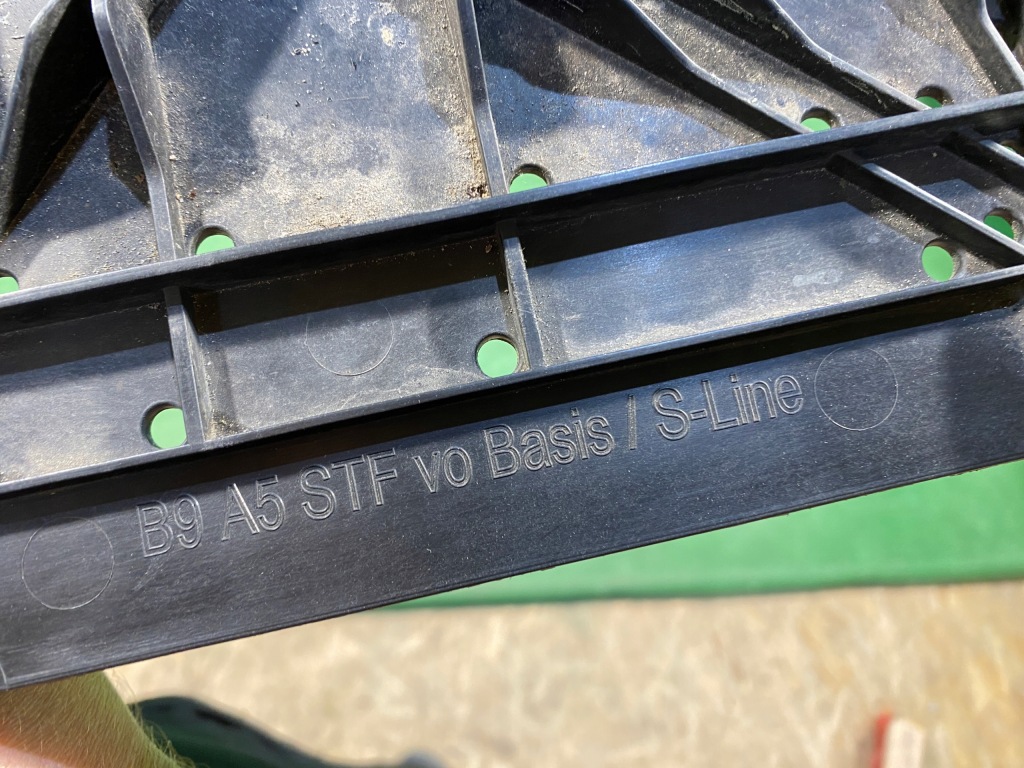 B9 A5 STF vo Basis / S-Line